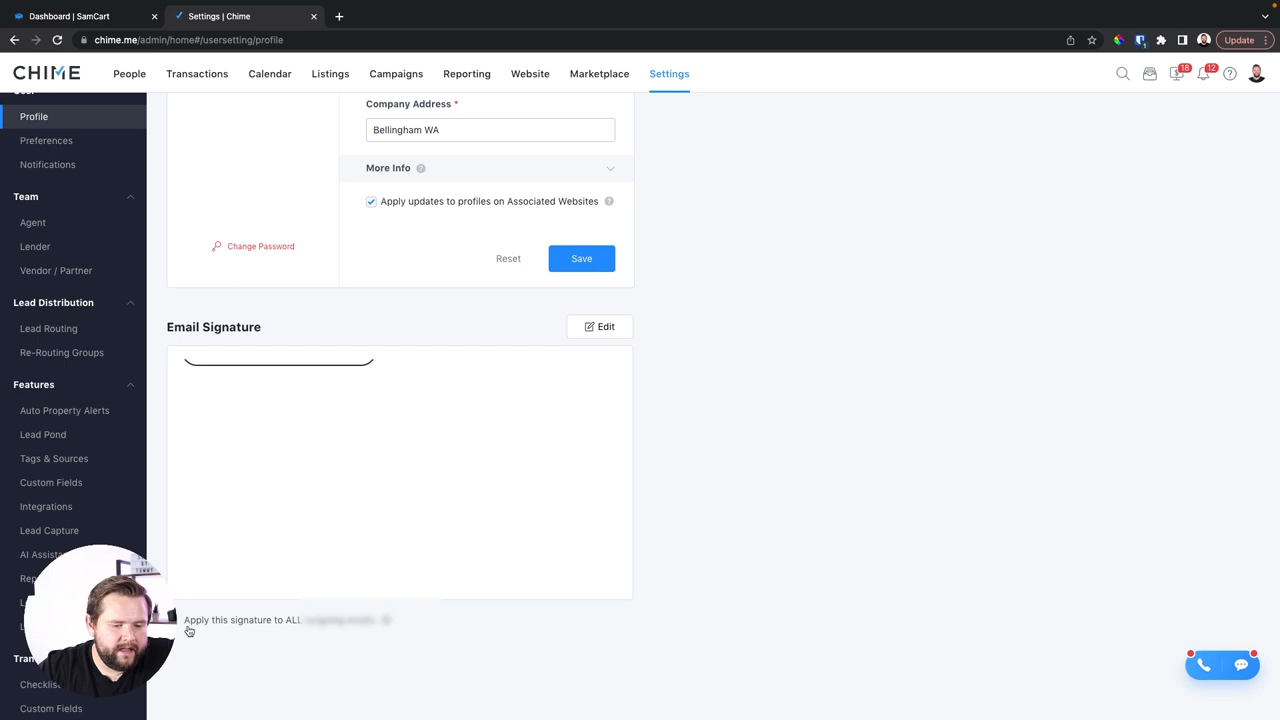 Dashboard | SamCart
Settings | Chime
chime.me/admin/home#/usersetting/profile
Update
CHIME
People
Transactions
Calendar
Listings
Campaigns
Reporting
Website
Marketplace
Settings
18
12
Profile
Preferences
Notifications
Team
Agent
Lender
Vendor / Partner
Lead Distribution
Lead Routing
Re-Routing Groups
Features
Auto Property Alerts
Lead Pond
Tags & Sources
Custom Fields
Integrations
Lead Capture
Custom Fields
Company Address *
Bellingham WA
More Info
Apply updates to profiles on Associated Websites
Change Password
Reset
Save
Email Signature
Edit
Apply this signature to ALL